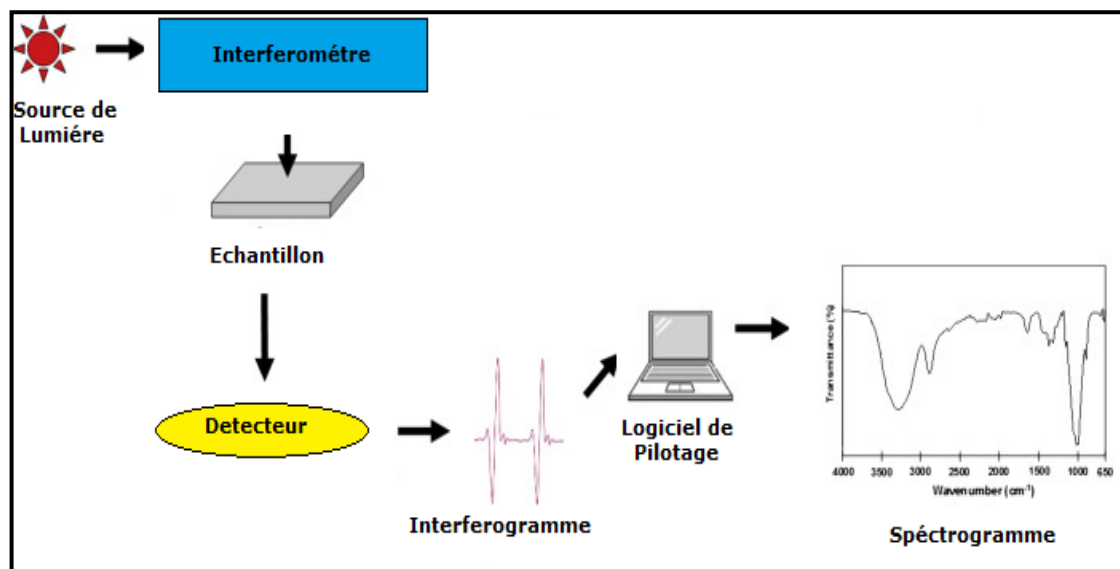 Interferométre
Source de
Lumiére
Echantillon
Detecteur
Interferogramme
Logiciel de
Pilotage
Transmittance (%)
4000 3500 3000 2500 2000 1500 1000 650
Wavenumber (cm-1)
Spéctrogramme